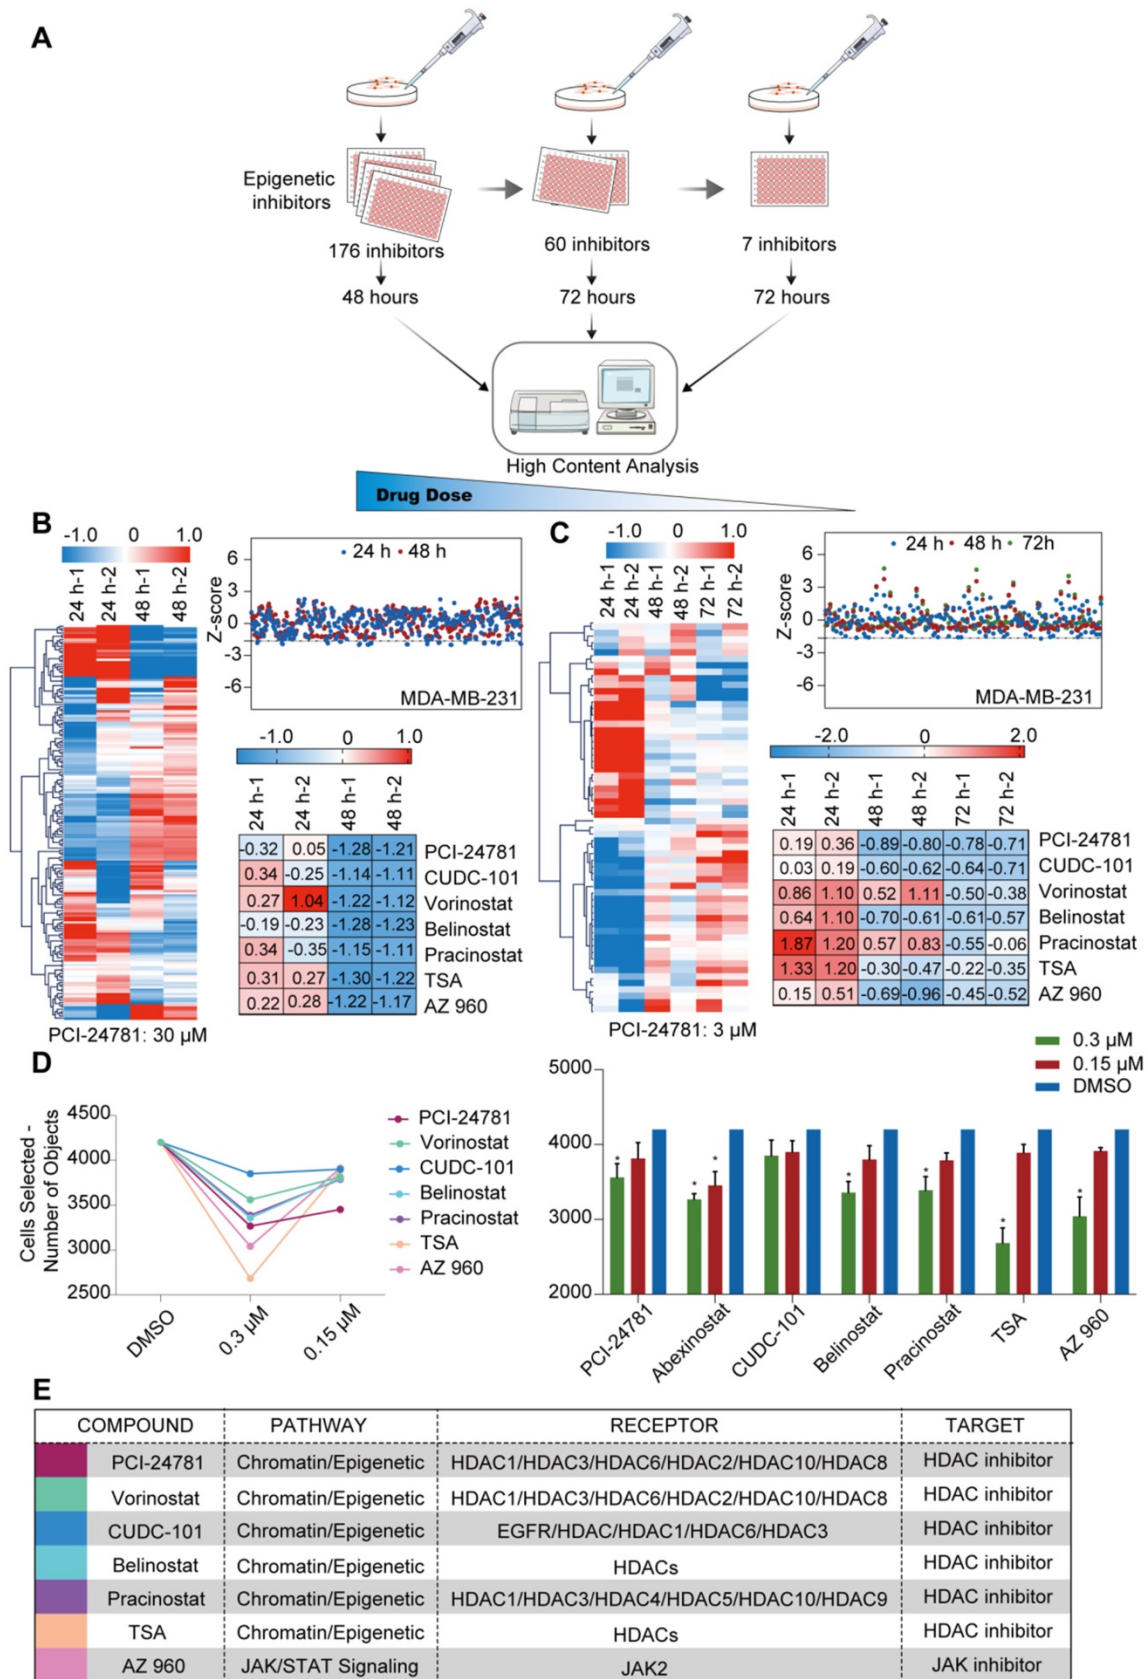 A
Epigenetic
inhibitors
176 inhibitors
60 inhibitors
7 inhibitors
48 hours
72 hours
72 hours
High Content Analysis
Drug Dose
B
-1.0 0 1.0
24 h-1 24 h-2 48 h-1 48 h-2
PCI-24781: 30 µM
24 h 48 h
Z-score
6
3
0
-3
-6
MDA-MB-231
-1.0 0 1.0
24 h-1 24 h-2 48 h-1 48 h-2
-0.32 0.05 -1.28 -1.21 PCI-24781
0.34 -0.25 -1.14 -1.11 CUDC-101
0.27 1.04 -1.22 -1.12 Vorinostat
-0.19 -0.23 -1.28 -1.23 Belinostat
0.34 -0.35 -1.15 -1.11 Pracinostat
0.31 0.27 -1.30 -1.22 TSA
0.22 0.28 -1.22 -1.17 AZ 960
C
-1.0 0 1.0
24 h-1 24 h-2 48 h-1 48 h-2 72 h-1 72 h-2
PCI-24781: 3 µM
24 h 48 h 72h
Z-score
6
3
0
-3
-6
MDA-MB-231
-2.0 0 2.0
24 h-1 24 h-2 48 h-1 48 h-2 72 h-1 72 h-2
0.19 0.36 -0.89 -0.80 -0.78 -0.71 PCI-24781
0.03 0.19 -0.60 -0.62 -0.64 -0.71 CUDC-101
0.86 1.10 0.52 1.11 -0.50 -0.38 Vorinostat
0.64 1.10 -0.70 -0.61 -0.61 -0.57 Belinostat
1.87 1.20 0.57 0.83 -0.55 -0.06 Pracinostat
1.33 1.20 -0.30 -0.47 -0.22 -0.35 TSA
0.15 0.51 -0.69 -0.96 -0.45 -0.52 AZ 960
D
Cells Selected -
Number of Objects
4500
4000
3500
3000
2500
DMSO 0.3 µM 0.15 µM
PCI-24781
Vorinostat
CUDC-101
Belinostat
Pracinostat
TSA
AZ 960
0.3 µM
0.15 µM
DMSO
5000
4000
3000
2000
* * * * * * *
PCI-24781 Abexinostat CUDC-101 Belinostat Pracinostat TSA AZ 960
E
COMPOUND PATHWAY RECEPTOR TARGET
PCI-24781 Chromatin/Epigenetic HDAC1/HDAC3/HDAC6/HDAC2/HDAC10/HDAC8 HDAC inhibitor
Vorinostat Chromatin/Epigenetic HDAC1/HDAC3/HDAC6/HDAC2/HDAC10/HDAC8 HDAC inhibitor
CUDC-101 Chromatin/Epigenetic EGFR/HDAC/HDAC1/HDAC6/HDAC3 HDAC inhibitor
Belinostat Chromatin/Epigenetic HDACs HDAC inhibitor
Pracinostat Chromatin/Epigenetic HDAC1/HDAC3/HDAC4/HDAC5/HDAC10/HDAC9 HDAC inhibitor
TSA Chromatin/Epigenetic HDACs HDAC inhibitor
AZ 960 JAK/STAT Signaling JAK2 JAK inhibitor